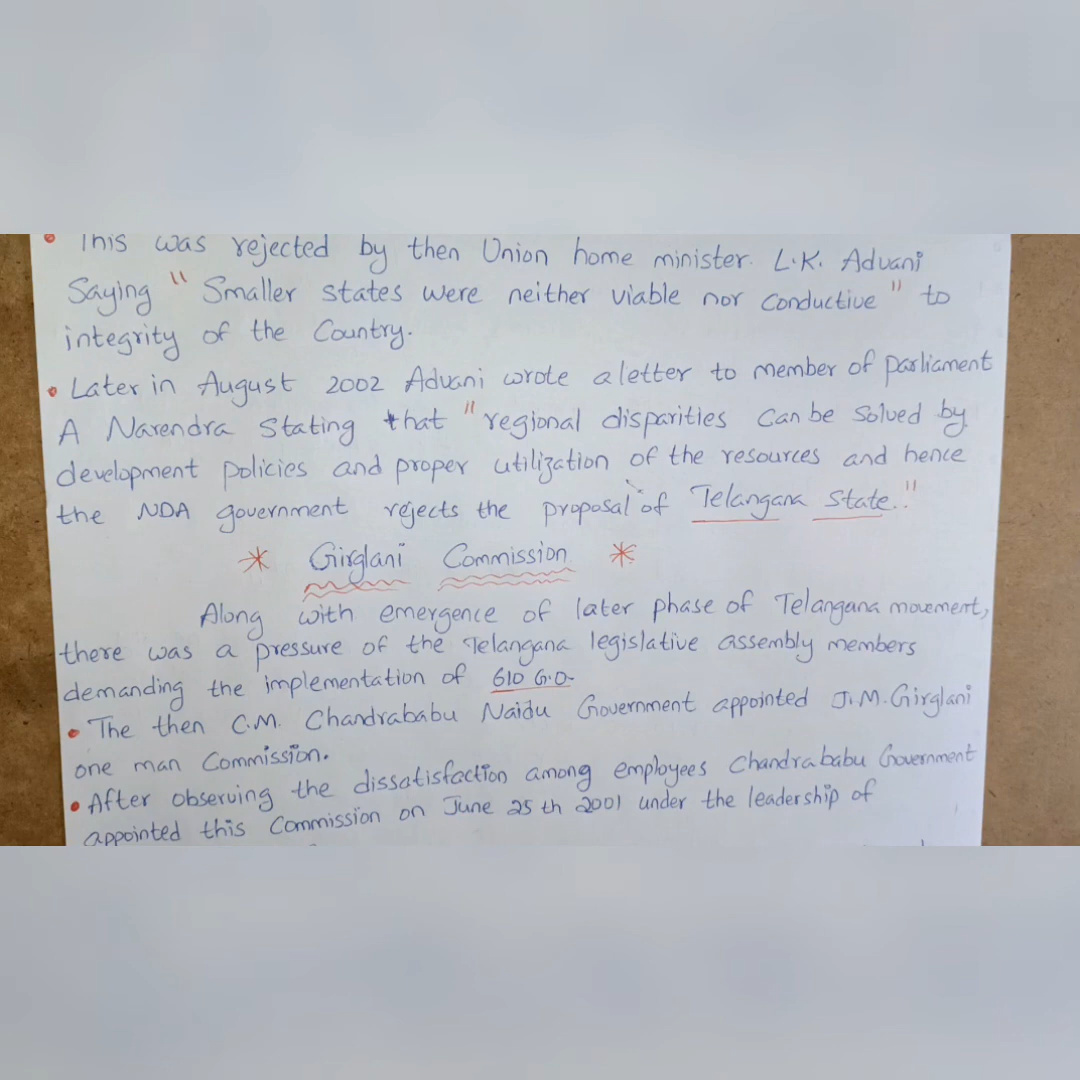 • This was rejected by then Union home minister. L.K. Advani
Saying " Smaller states were neither viable nor conductive " to
integrity of the Country.
• Later in August 2002 Advani wrote a letter to member of parliament
A Narendra stating that "regional disparities can be solved by
development policies and proper utilization of the resources and hence
the NDA government rejects the proposal of Telangana State."
* Girglani Commission *
Along with emergence of later phase of Telangana movement,
there was a pressure of the Telangana legislative assembly members
demanding the implementation of 610 G.O.
• The then C.M. Chandrababu Naidu Government appointed J.M. Girglani
one man Commission.
• After observing the dissatisfaction among employees Chandrababu Government
appointed this Commission on June 25 th 2001 under the leadership of